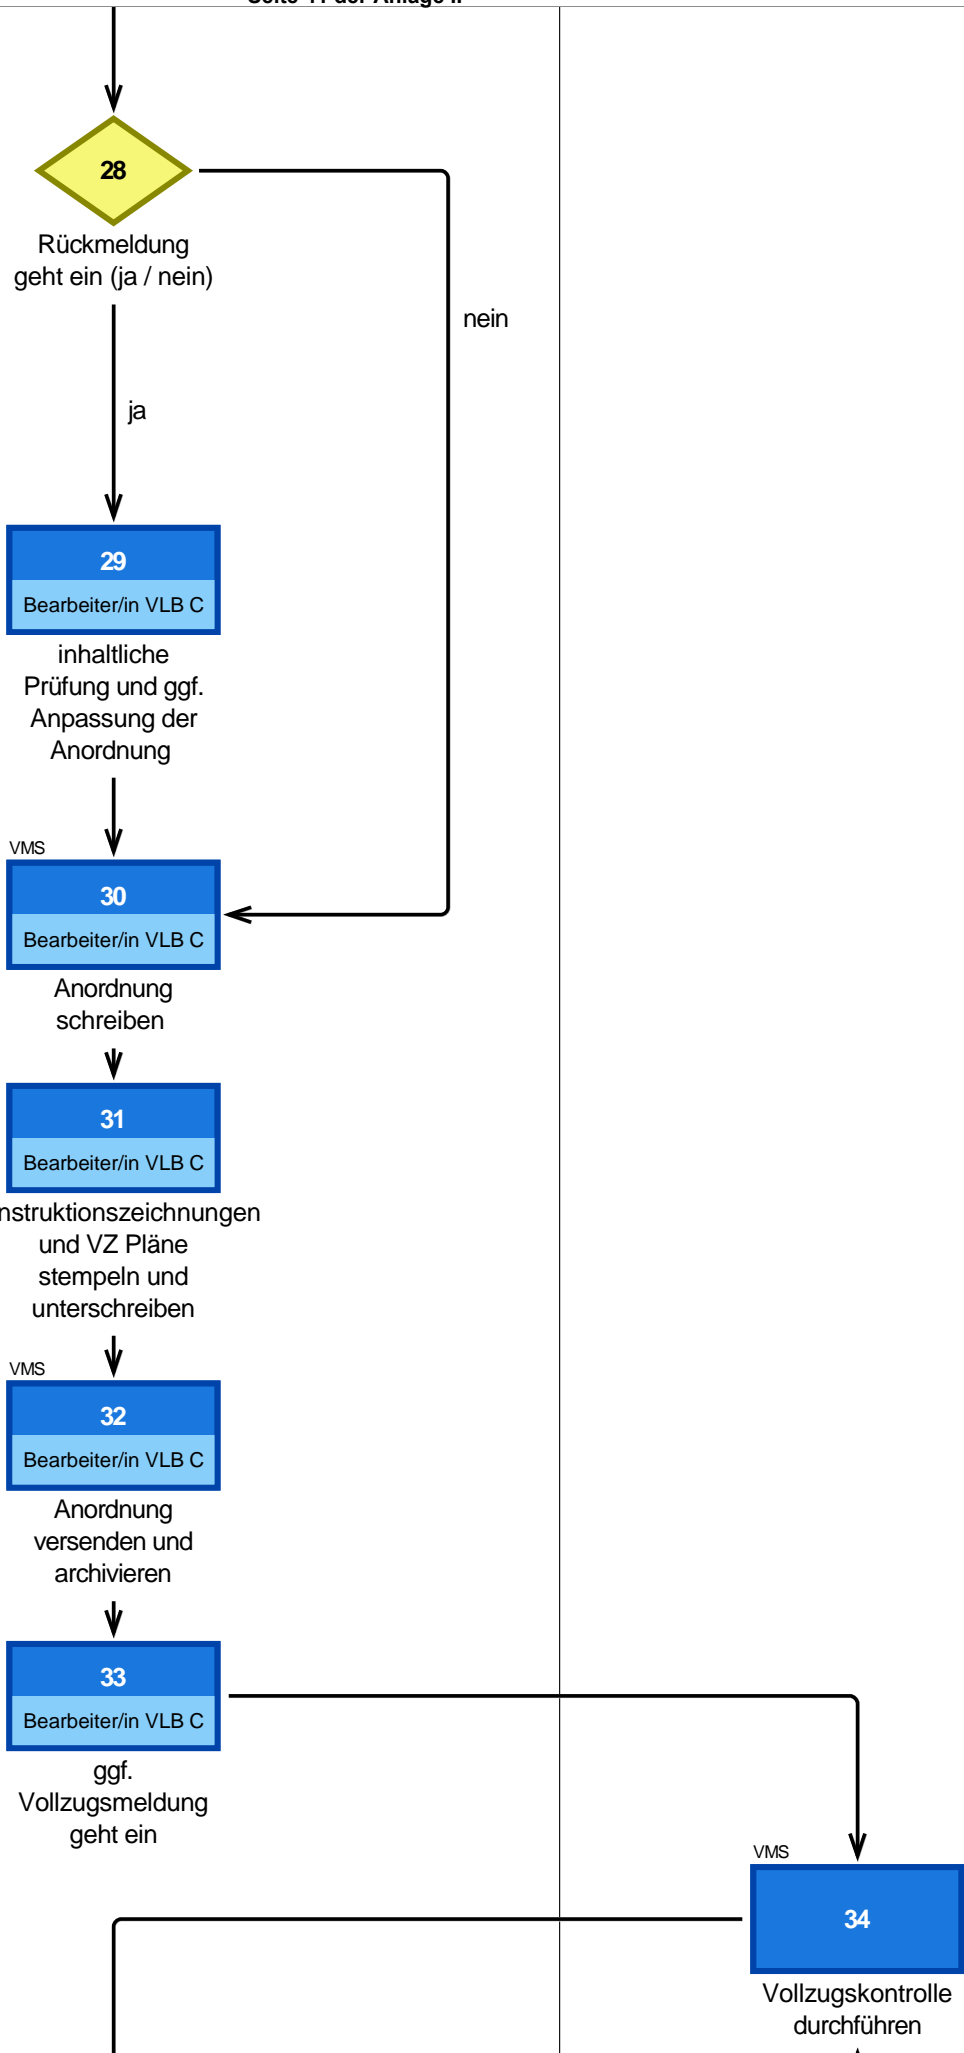 28
Rückmeldung
geht ein (ja / nein)
nein
ja
29
Bearbeiter/in VLB C
inhaltliche
Prüfung und ggf.
Anpassung der
Anordnung
VMS
30
Bearbeiter/in VLB C
Anordnung
schreiben
31
Bearbeiter/in VLB C
nstruktionszeichnungen
und VZ Pläne
stempeln und
unterschreiben
VMS
32
Bearbeiter/in VLB C
Anordnung
versenden und
archivieren
33
Bearbeiter/in VLB C
ggf.
Vollzugsmeldung
geht ein
VMS
34
Vollzugskontrolle
durchführen